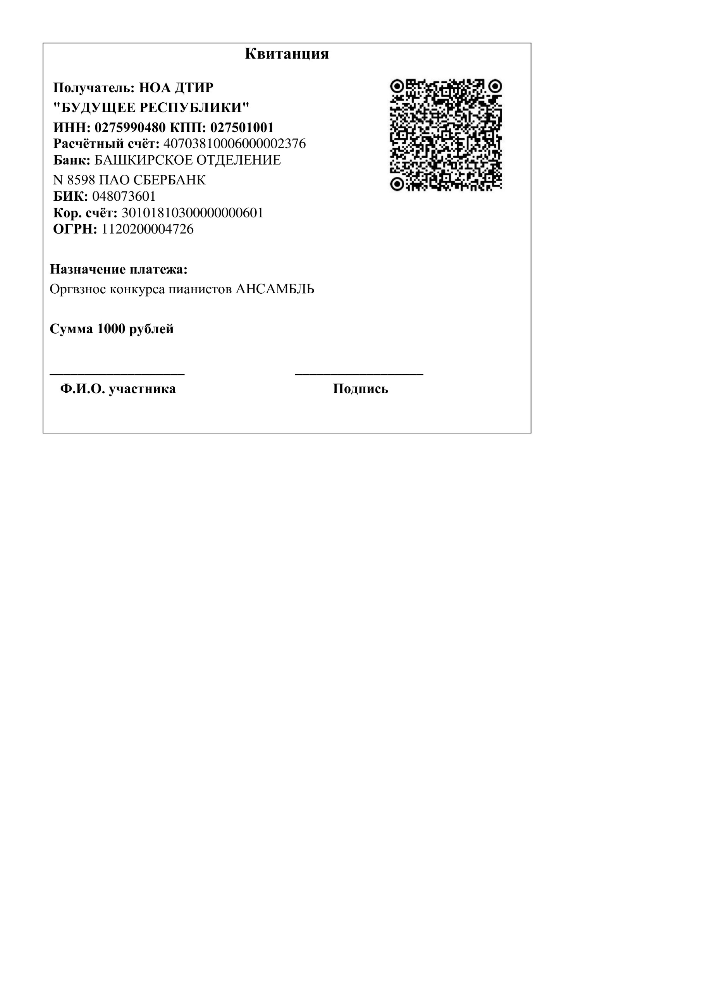 Квитанция
Получатель: НОА ДТИР
"БУДУЩЕЕ РЕСПУБЛИКИ"
ИНН: 0275990480 КПП: 027501001
Расчётный счёт: 40703810006000002376
Банк: БАШКИРСКОЕ ОТДЕЛЕНИЕ
N 8598 ПАО СБЕРБАНК
БИК: 048073601
Кор. счёт: 30101810300000000601
ОГРН: 1120200004726
Назначение платежа:
Оргвзнос конкурса пианистов АНСАМБЛЬ
Сумма 1000 рублей
Ф.И.О. участника Подпись